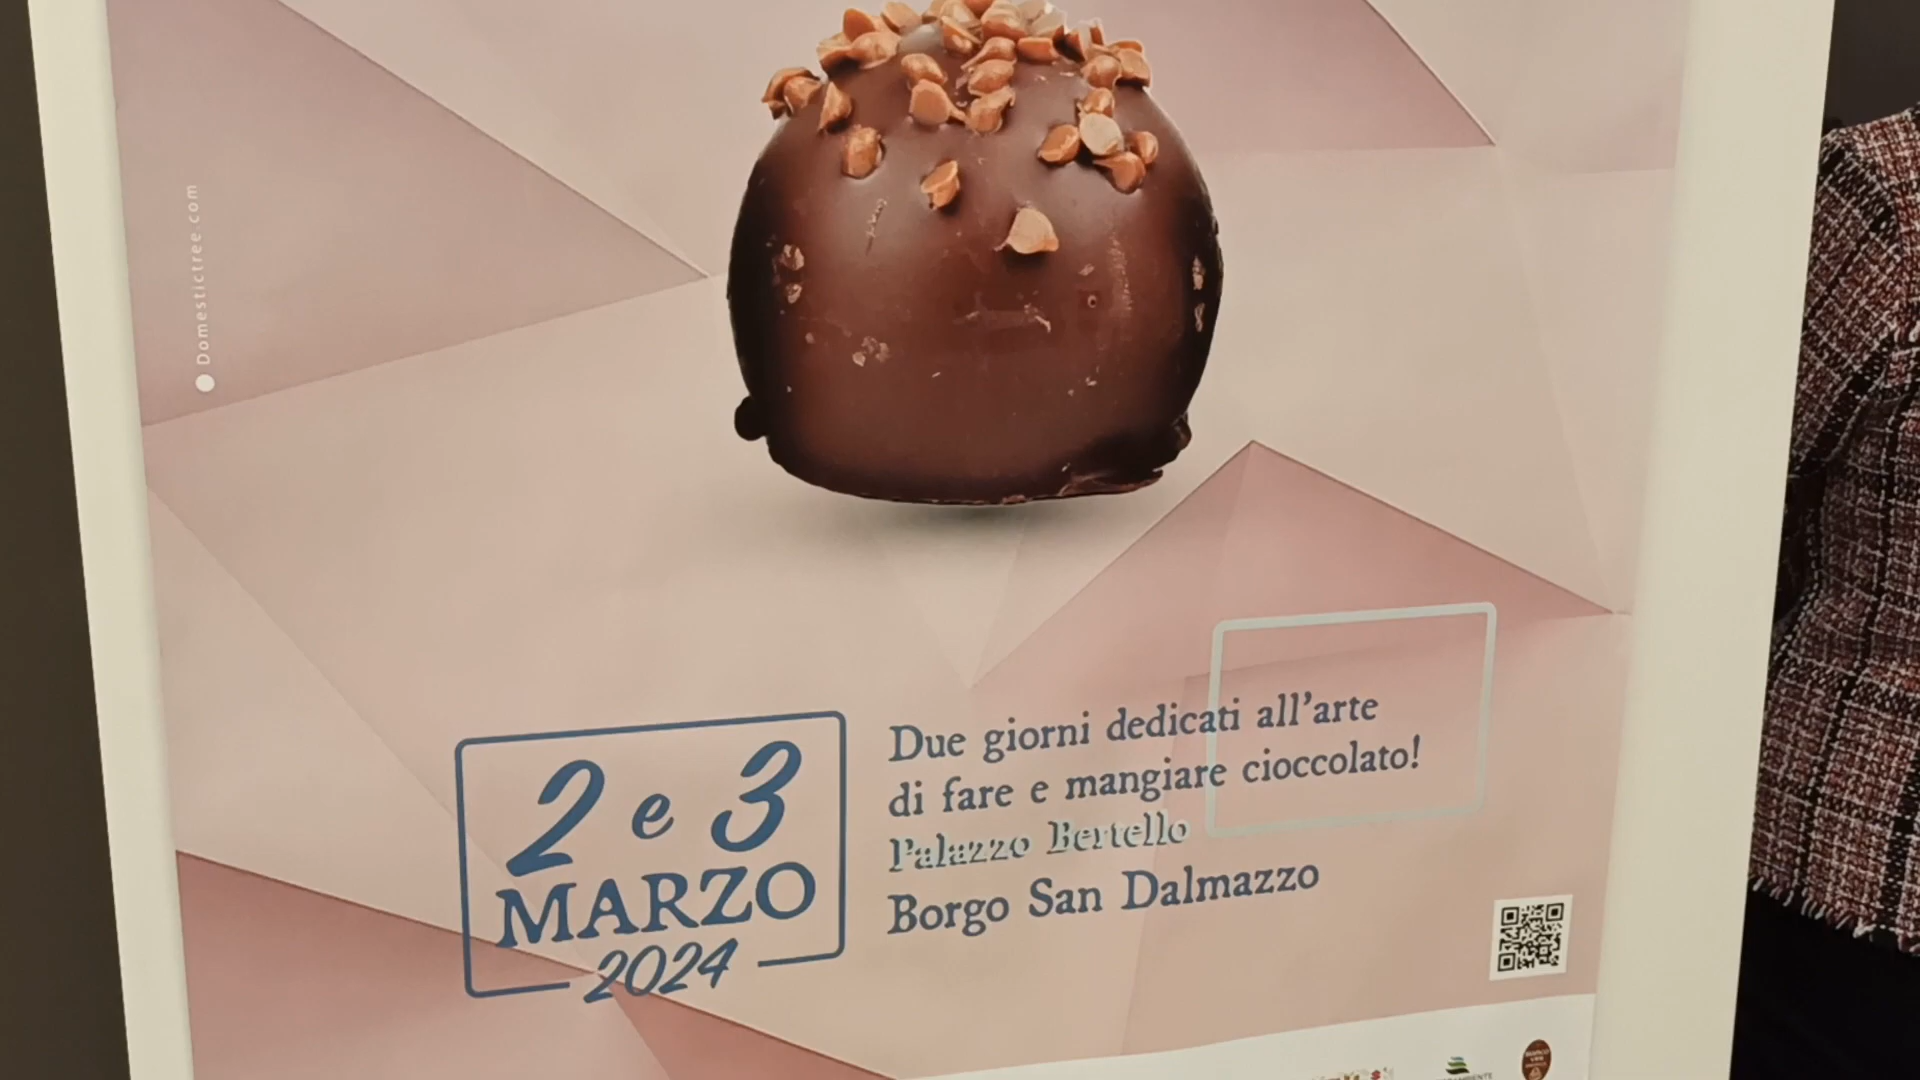 Domestictree.com
2 e 3
MARZO
2024
Due giorni dedicati all'arte
di fare e mangiare cioccolato!
Palazzo Bertello
Borgo San Dalmazzo